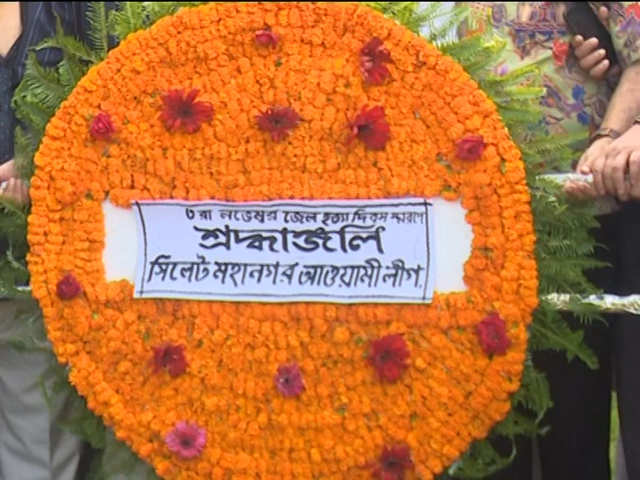 ৩রা নভেম্বর জেল হত্যা দিবস স্মরণে
শ্রদ্ধাঞ্জলি
সিলেট মহানগর আওয়ামী লীগ